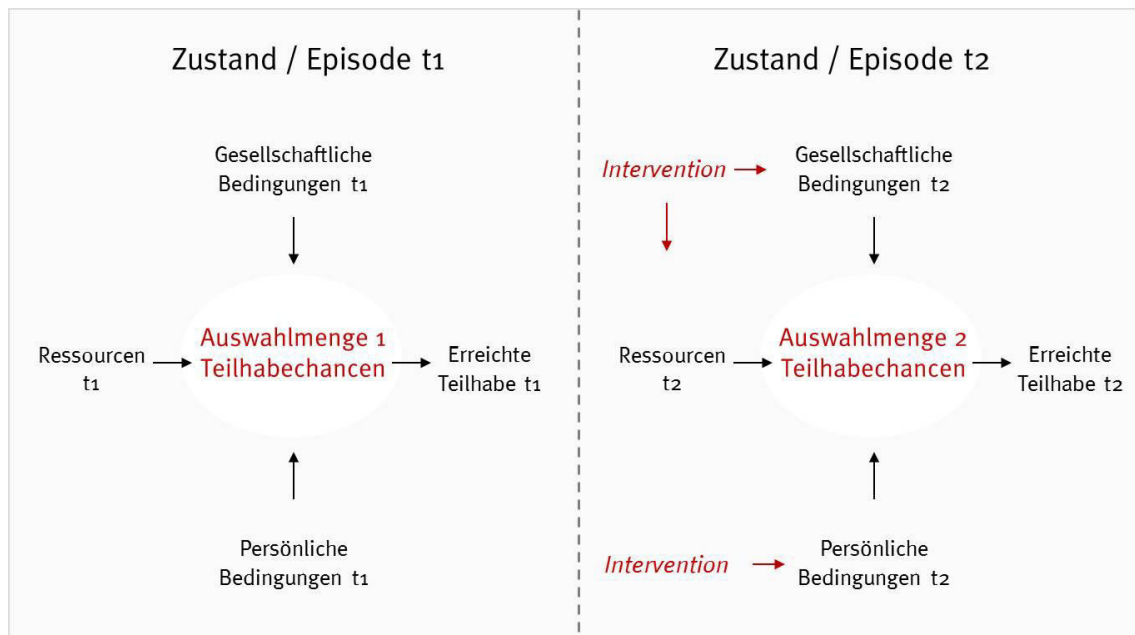 Zustand / Episode t1
Gesellschaftliche
Bedingungen t1
Ressourcen
t1
Auswahlmenge 1
Teilhabechancen
Erreichte
Teilhabe t1
Persönliche
Bedingungen t1
Zustand / Episode t2
Intervention
Gesellschaftliche
Bedingungen t2
Ressourcen
t2
Auswahlmenge 2
Teilhabechancen
Erreichte
Teilhabe t2
Intervention
Persönliche
Bedingungen t2